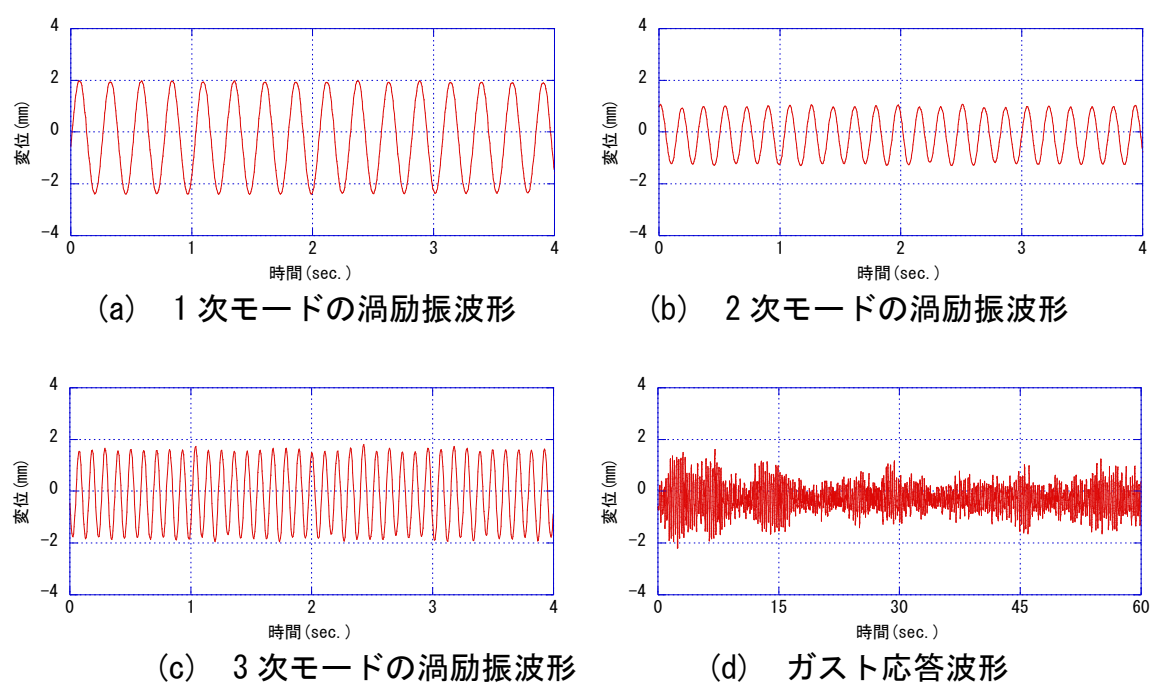 4
2
0
-2
-4
変位(mm)
0 1 2 3 4
時間(sec.)
(a) 1次モードの渦励振波形
4
2
0
-2
-4
変位(mm)
0 1 2 3 4
時間(sec.)
(b) 2次モードの渦励振波形
4
2
0
-2
-4
変位(mm)
0 1 2 3 4
時間(sec.)
(c) 3次モードの渦励振波形
4
2
0
-2
-4
変位(mm)
0 15 30 45 60
時間(sec.)
(d) ガスト応答波形